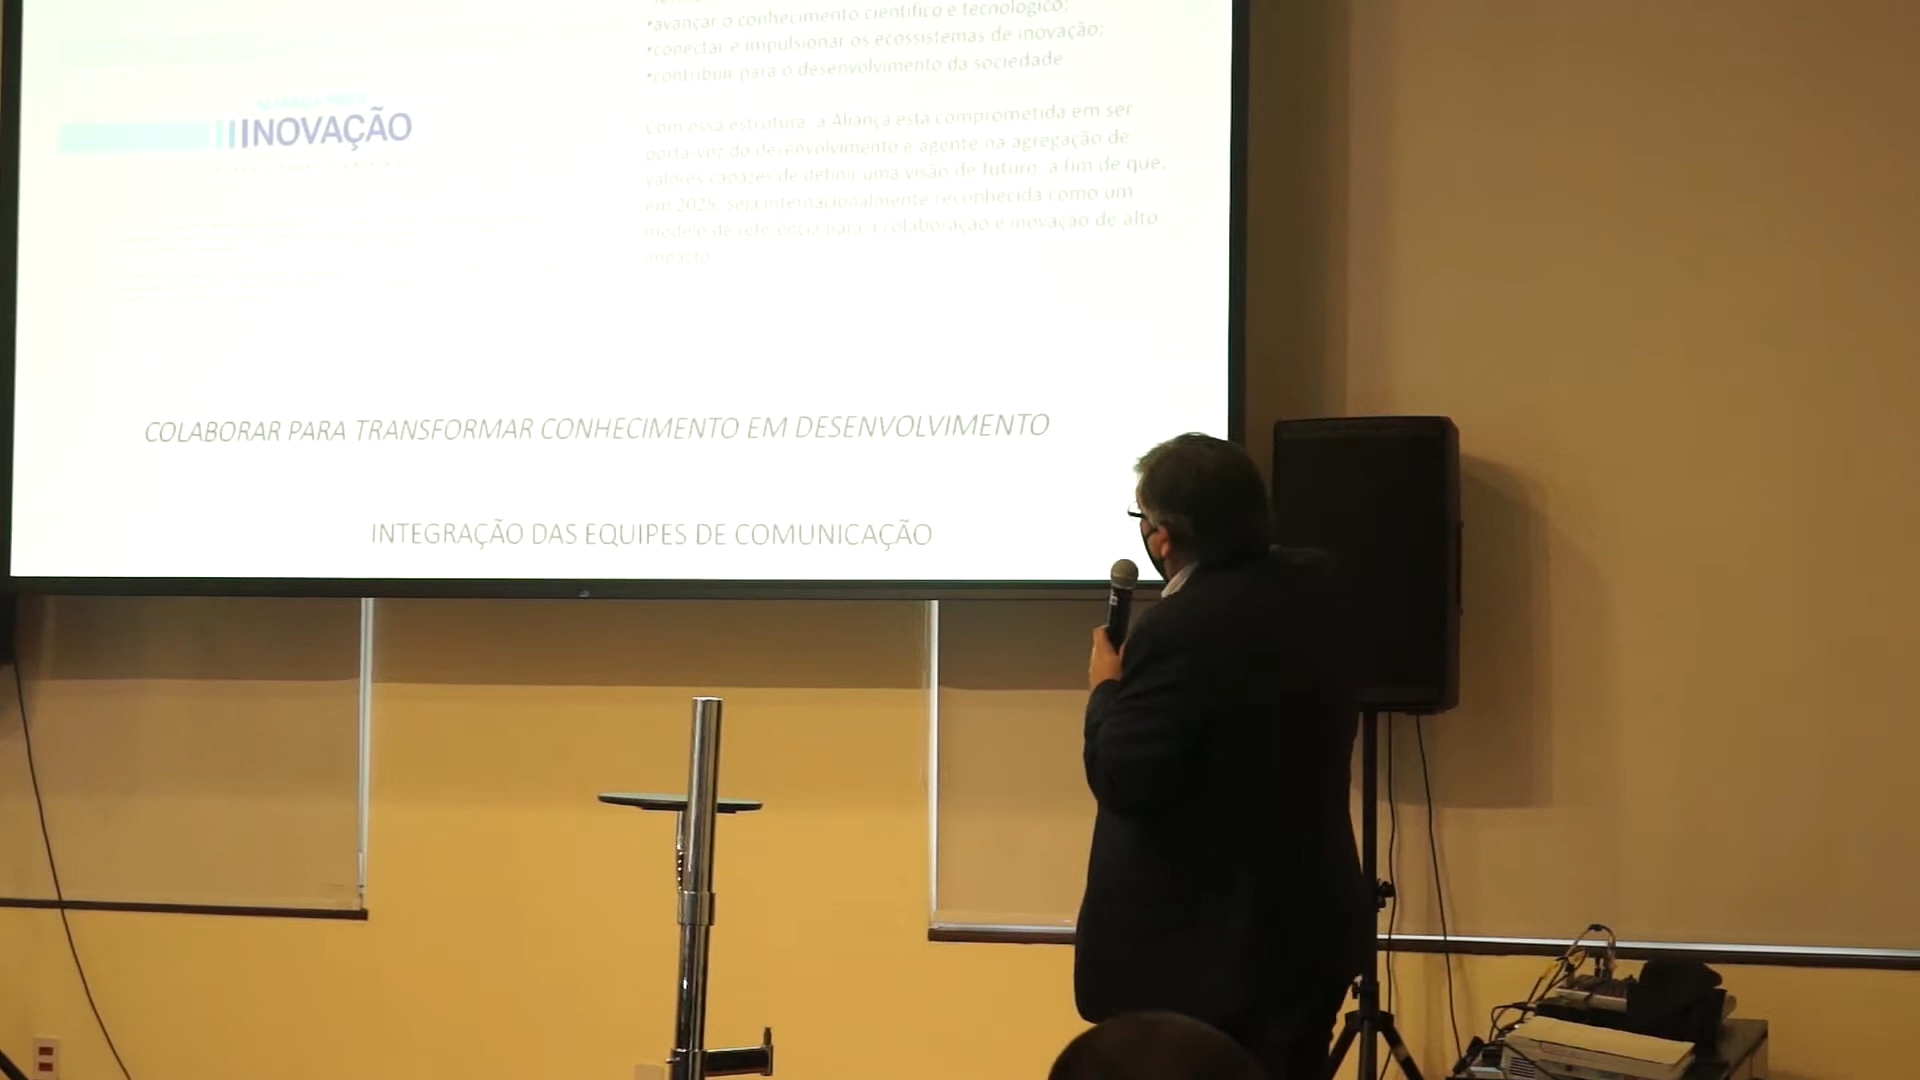 ALIANÇA PARA
INOVAÇÃO
•avançar o conhecimento científico e tecnológico;
•conectar e impulsionar os ecossistemas de inovação;
•contribuir para o desenvolvimento da sociedade
Com essa estrutura, a Aliança está comprometida em ser
porta-voz do desenvolvimento e agente na agregação de
valores capazes de definir uma visão de futuro, a fim de que,
em 2025, seja internacionalmente reconhecida como um
modelo de referência para a colaboração e inovação de alto
impacto
COLABORAR PARA TRANSFORMAR CONHECIMENTO EM DESENVOLVIMENTO
INTEGRAÇÃO DAS EQUIPES DE COMUNICAÇÃO